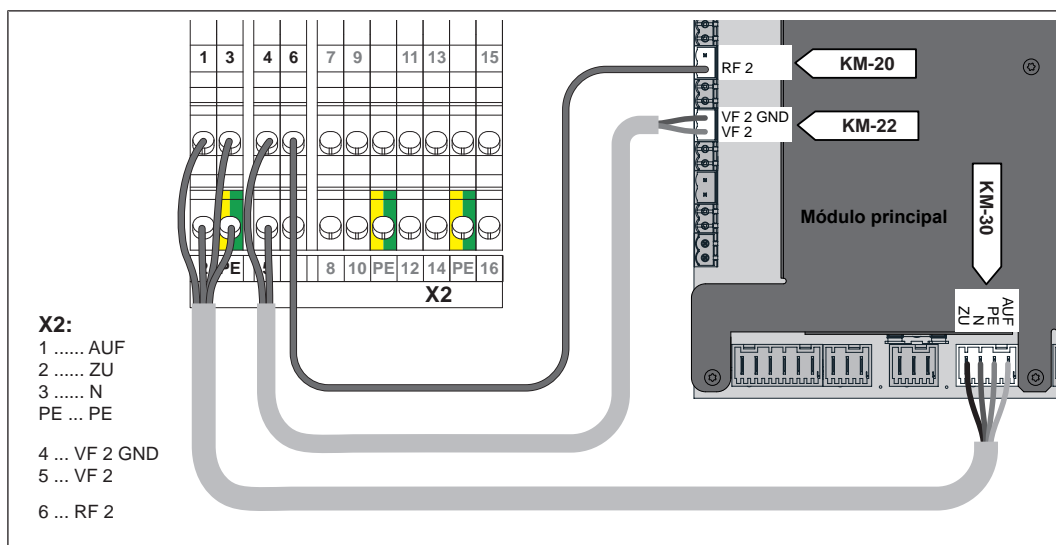 1 3 4 6 7 9 11 13 15
2 PE 5 8 10 PE 12 14 PE 16
X2
RF 2
KM-20
VF 2 GND
VF 2
KM-22
Módulo principal
KM-30
AUF
PE
N
ZU
X2:
1 ...... AUF
2 ...... ZU
3 ...... N
PE ... PE
4 ... VF 2 GND
5 ... VF 2
6 ... RF 2